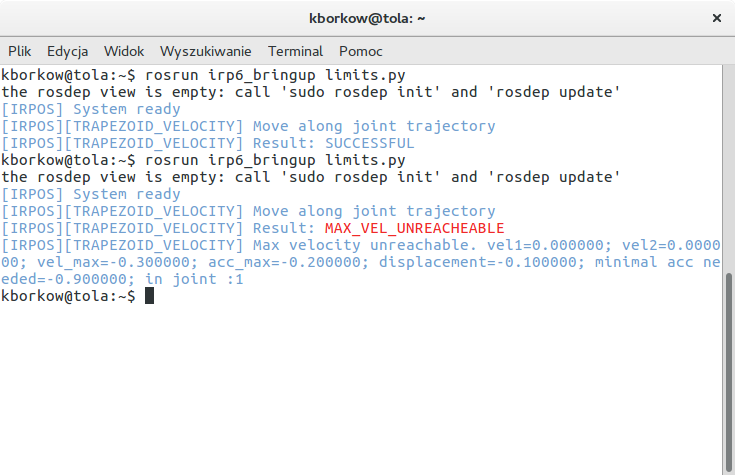 kborkow@tola: ~
Plik Edycja Widok Wyszukiwanie Terminal Pomoc
kborkow@tola:~$ rosrun irp6_bringup limits.py
the rosdep view is empty: call 'sudo rosdep init' and 'rosdep update'
[IRPOS] System ready
[IRPOS][TRAPEZOID_VELOCITY] Move along joint trajectory
[IRPOS][TRAPEZOID_VELOCITY] Result: SUCCESSFUL
kborkow@tola:~$ rosrun irp6_bringup limits.py
the rosdep view is empty: call 'sudo rosdep init' and 'rosdep update'
[IRPOS] System ready
[IRPOS][TRAPEZOID_VELOCITY] Move along joint trajectory
[IRPOS][TRAPEZOID_VELOCITY] Result: MAX_VEL_UNREACHEABLE
[IRPOS][TRAPEZOID_VELOCITY] Max velocity unreachable. vel1=0.000000; vel2=0.0000
00; vel_max=-0.300000; acc_max=-0.200000; displacement=-0.100000; minimal acc ne
eded=-0.900000; in joint :1
kborkow@tola:~$